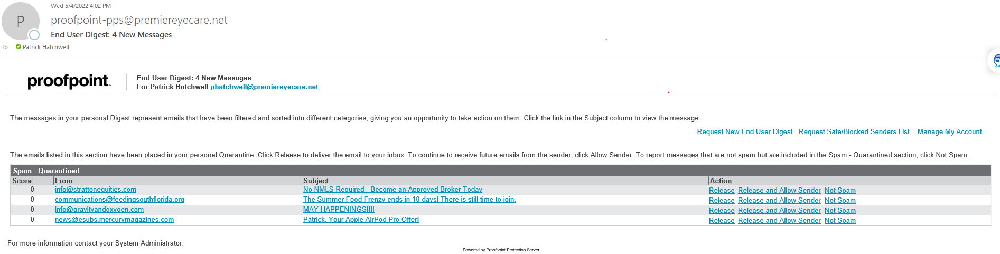 Wed 5/4/2022 4:02 PM
P
proofpoint-pps@premiereyecare.net
End User Digest: 4 New Messages
To Patrick Hatchwell
proofpoint™
End User Digest: 4 New Messages
For Patrick Hatchwell phatchwell@premiereyecare.net
The messages in your personal Digest represent emails that have been filtered and sorted into different categories, giving you an opportunity to take action on them. Click the link in the Subject column to view the message.
Request New End User Digest Request Safe/Blocked Senders List Manage My Account
The emails listed in this section have been placed in your personal Quarantine. Click Release to deliver the email to your inbox. To continue to receive future emails from the sender, click Allow Sender. To report messages that are not spam but are included in the Spam - Quarantined section, click Not Spam.
Spam - Quarantined
Score From Subject Action
0 info@strattonequities.com No NMLS Required - Become an Approved Broker Today Release Release and Allow Sender Not Spam
0 communications@feedingsouthflorida.org The Summer Food Frenzy ends in 10 days! There is still time to join. Release Release and Allow Sender Not Spam
0 info@gravityandoxygen.com MAY HAPPENINGS!!!! Release Release and Allow Sender Not Spam
0 news@esubs.mercurymagazines.com Patrick, Your Apple AirPod Pro Offer! Release Release and Allow Sender Not Spam
For more information contact your System Administrator.
Powered by Proofpoint Protection Server